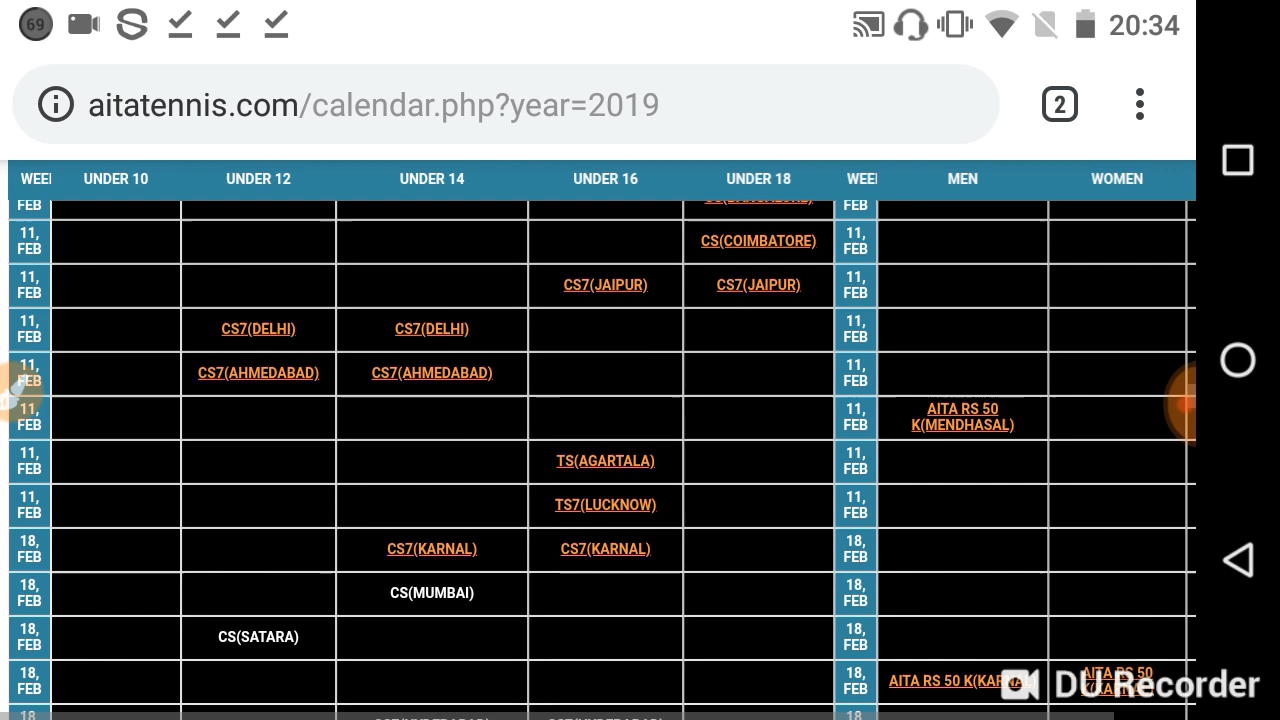 69
20:34
aitatennis.com/calendar.php?year=2019
2
WEEK UNDER 10 UNDER 12 UNDER 14 UNDER 16 UNDER 18 WEEK MEN WOMEN
FEB FEB
11, FEB CS(COIMBATORE) 11, FEB
11, FEB CS7(JAIPUR) CS7(JAIPUR) 11, FEB
11, FEB CS7(DELHI) CS7(DELHI) 11, FEB
11, FEB CS7(AHMEDABAD) CS7(AHMEDABAD) 11, FEB
11, FEB 11, FEB AITA RS 50 K(MENDHASAL)
11, FEB TS(AGARTALA) 11, FEB
11, FEB TS7(LUCKNOW) 11, FEB
18, FEB CS7(KARNAL) CS7(KARNAL) 18, FEB
18, FEB CS(MUMBAI) 18, FEB
18, FEB CS(SATARA) 18, FEB
18, FEB 18, FEB AITA RS 50 K(KARNAL) AITA RS 50 K(KARNAL)
18 18
DU Recorder